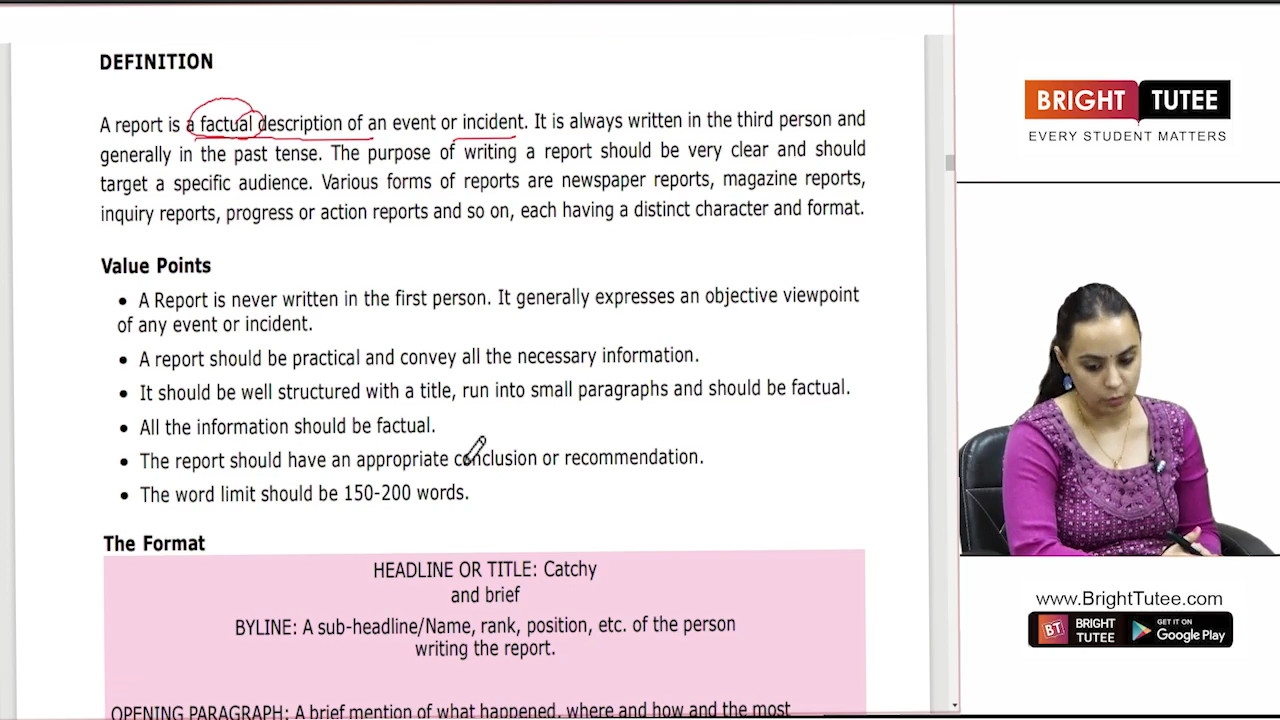 DEFINITION
A report is a factual description of an event or incident. It is always written in the third person and
generally in the past tense. The purpose of writing a report should be very clear and should
target a specific audience. Various forms of reports are newspaper reports, magazine reports,
inquiry reports, progress or action reports and so on, each having a distinct character and format.
Value Points
• A Report is never written in the first person. It generally expresses an objective viewpoint
of any event or incident.
• A report should be practical and convey all the necessary information.
• It should be well structured with a title, run into small paragraphs and should be factual.
• All the information should be factual.
• The report should have an appropriate conclusion or recommendation.
• The word limit should be 150-200 words.
The Format
HEADLINE OR TITLE: Catchy
and brief
BYLINE: A sub-headline/Name, rank, position, etc. of the person
writing the report.
OPENING PARAGRAPH: A brief mention of what happened, where and how and the most
BRIGHT TUTEE
EVERY STUDENT MATTERS
www.BrightTutee.com
BT BRIGHT TUTEE
GET IT ON
Google Play